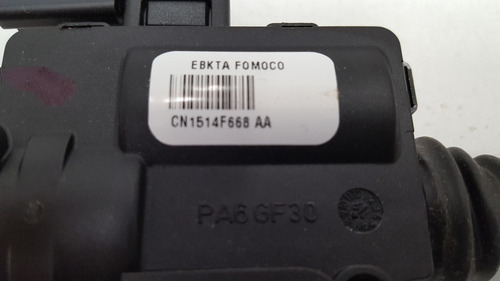 EBKTA FOMOCO
CN1514F668 AA
PA6 GF30